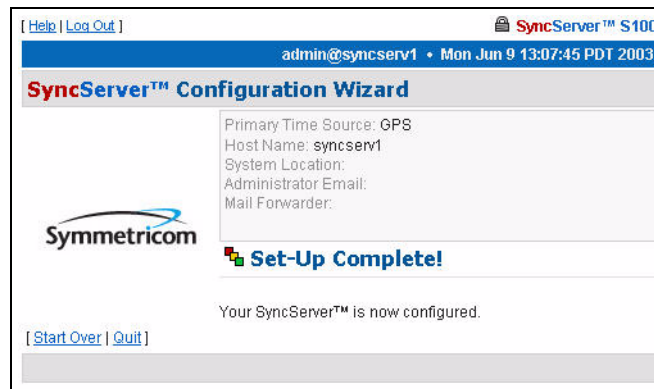 [ Help | Log Out ] SyncServer™ S100
admin@syncserv1 • Mon Jun 9 13:07:45 PDT 2003
SyncServer™ Configuration Wizard
Primary Time Source: GPS
Host Name: syncserv1
System Location:
Administrator Email:
Mail Forwarder:
Symmetricom
Set-Up Complete!
Your SyncServer™ is now configured.
[ Start Over | Quit ]